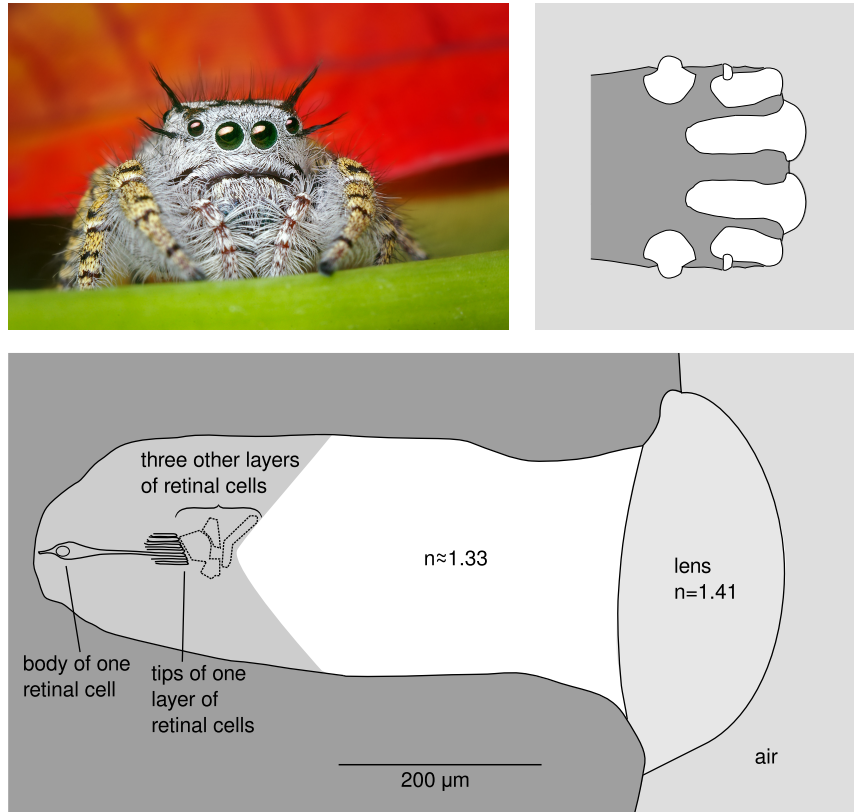 three other layers
of retinal cells
n≈1.33
lens
n=1.41
body of one
retinal cell
tips of one
layer of
retinal cells
air
200 μm